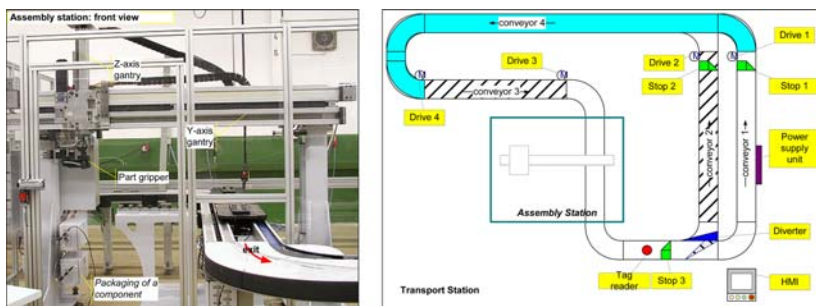 Assembly station: front view
Z-axis
gantry
Y-axis
gantry
Part gripper
exit
Packaging of a
component
conveyor 4
Drive 1
Drive 2
M
M
Stop 2
Stop 1
Drive 3
M
M
conveyor 3
Drive 4
conveyor 2
conveyor 1
Power
supply
unit
Assembly Station
Diverter
Tag
reader
Stop 3
HMI
Transport Station